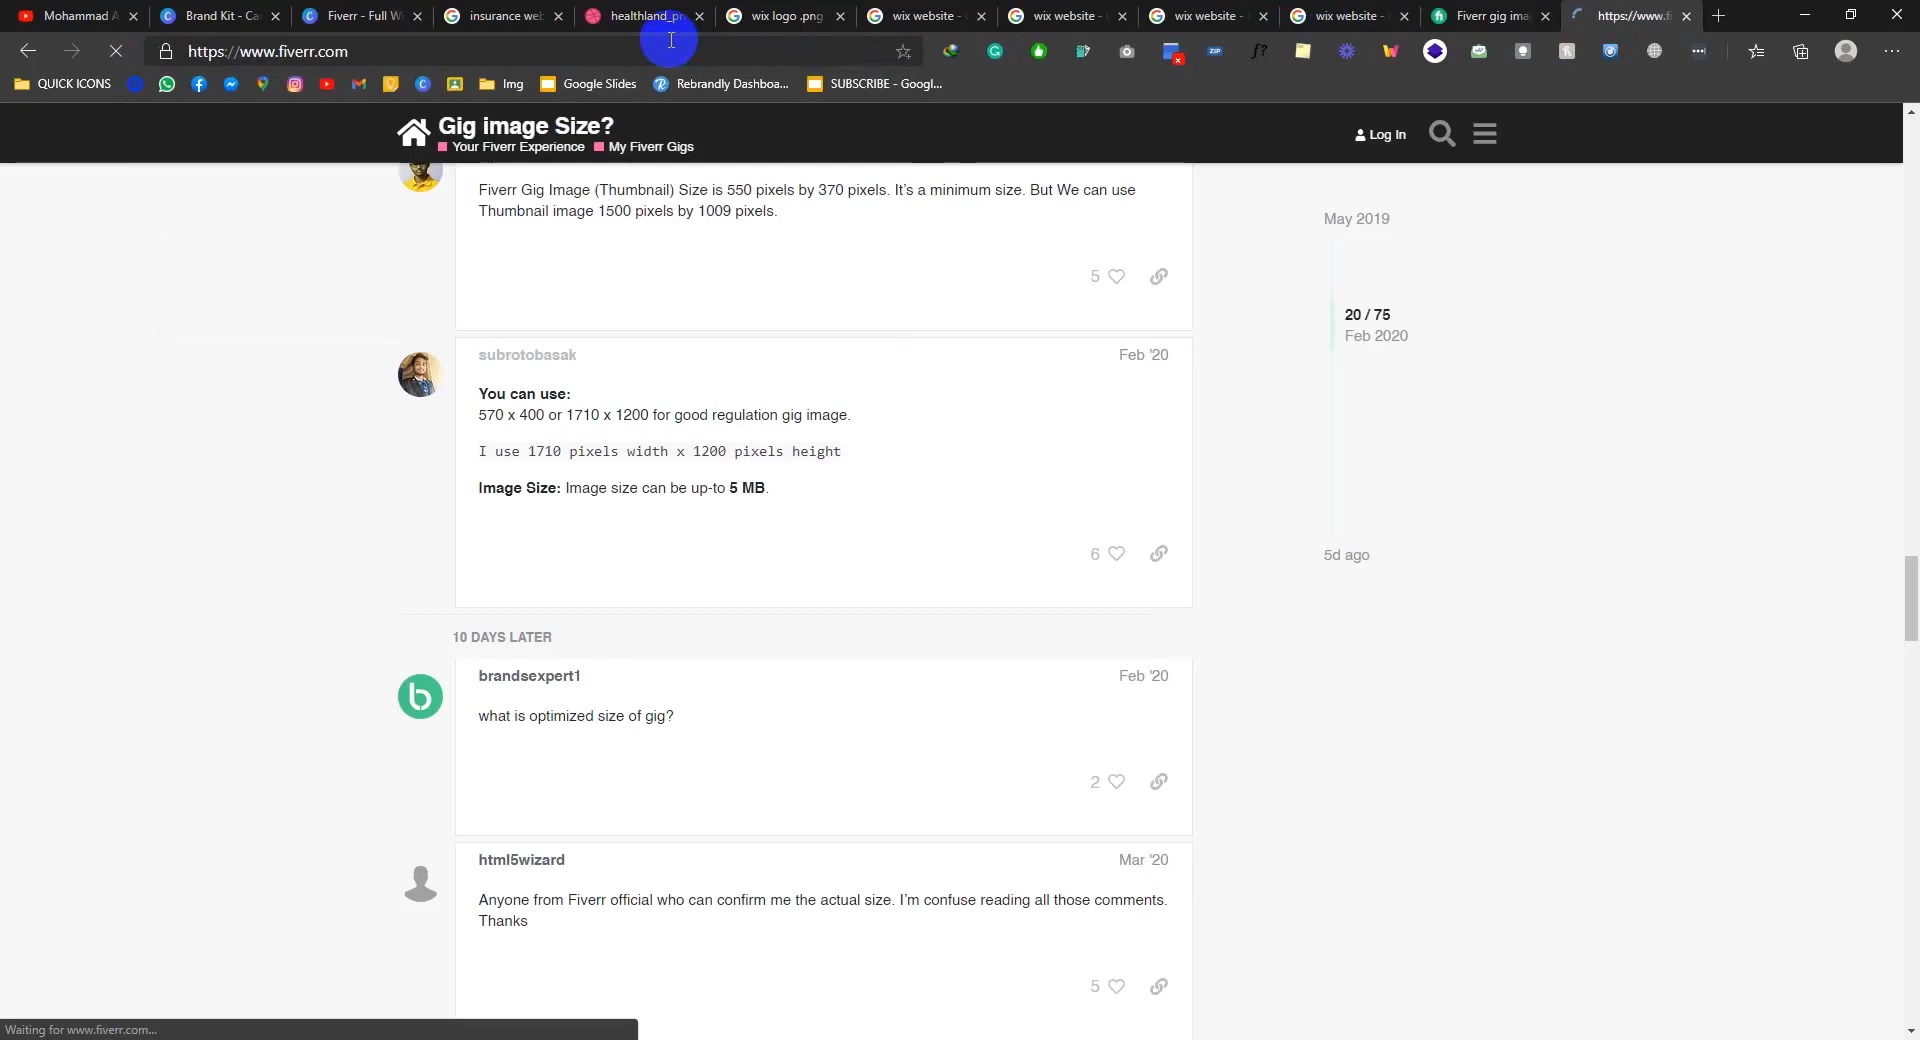 Mohammad A
Brand Kit - Ca
Fiverr - Full W
insurance web
healthland_p
wix logo .png
wix website -
wix website -
wix website -
wix website -
Fiverr gig ima
https://www.fi
https://www.fiverr.com
QUICK ICONS
Img
Google Slides
Rebrandly Dashboa...
SUBSCRIBE - Googl...
Gig image Size?
Your Fiverr Experience My Fiverr Gigs
Log In
Fiverr Gig Image (Thumbnail) Size is 550 pixels by 370 pixels. It’s a minimum size. But We can use
Thumbnail image 1500 pixels by 1009 pixels.
5
May 2019
20 / 75
Feb 2020
5d ago
subrotobasak Feb '20
You can use:
570 x 400 or 1710 x 1200 for good regulation gig image.
I use 1710 pixels width x 1200 pixels height
Image Size: Image size can be up-to 5 MB.
6
10 DAYS LATER
brandsexpert1 Feb '20
what is optimized size of gig?
2
html5wizard Mar '20
Anyone from Fiverr official who can confirm me the actual size. I’m confuse reading all those comments.
Thanks
5
Waiting for www.fiverr.com...